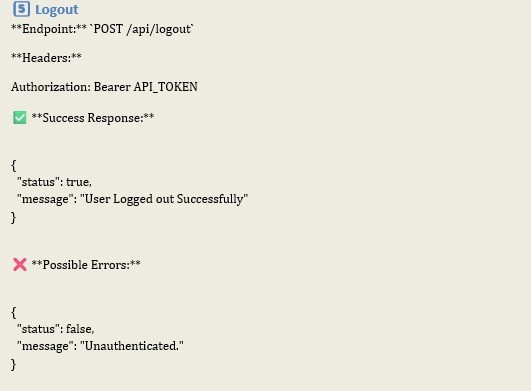 5 Logout
**Endpoint:** `POST /api/logout`
**Headers:**
Authorization: Bearer API_TOKEN
✅ **Success Response:**
{
  "status": true,
  "message": "User Logged out Successfully"
}
❌ **Possible Errors:**
{
  "status": false,
  "message": "Unauthenticated."
}